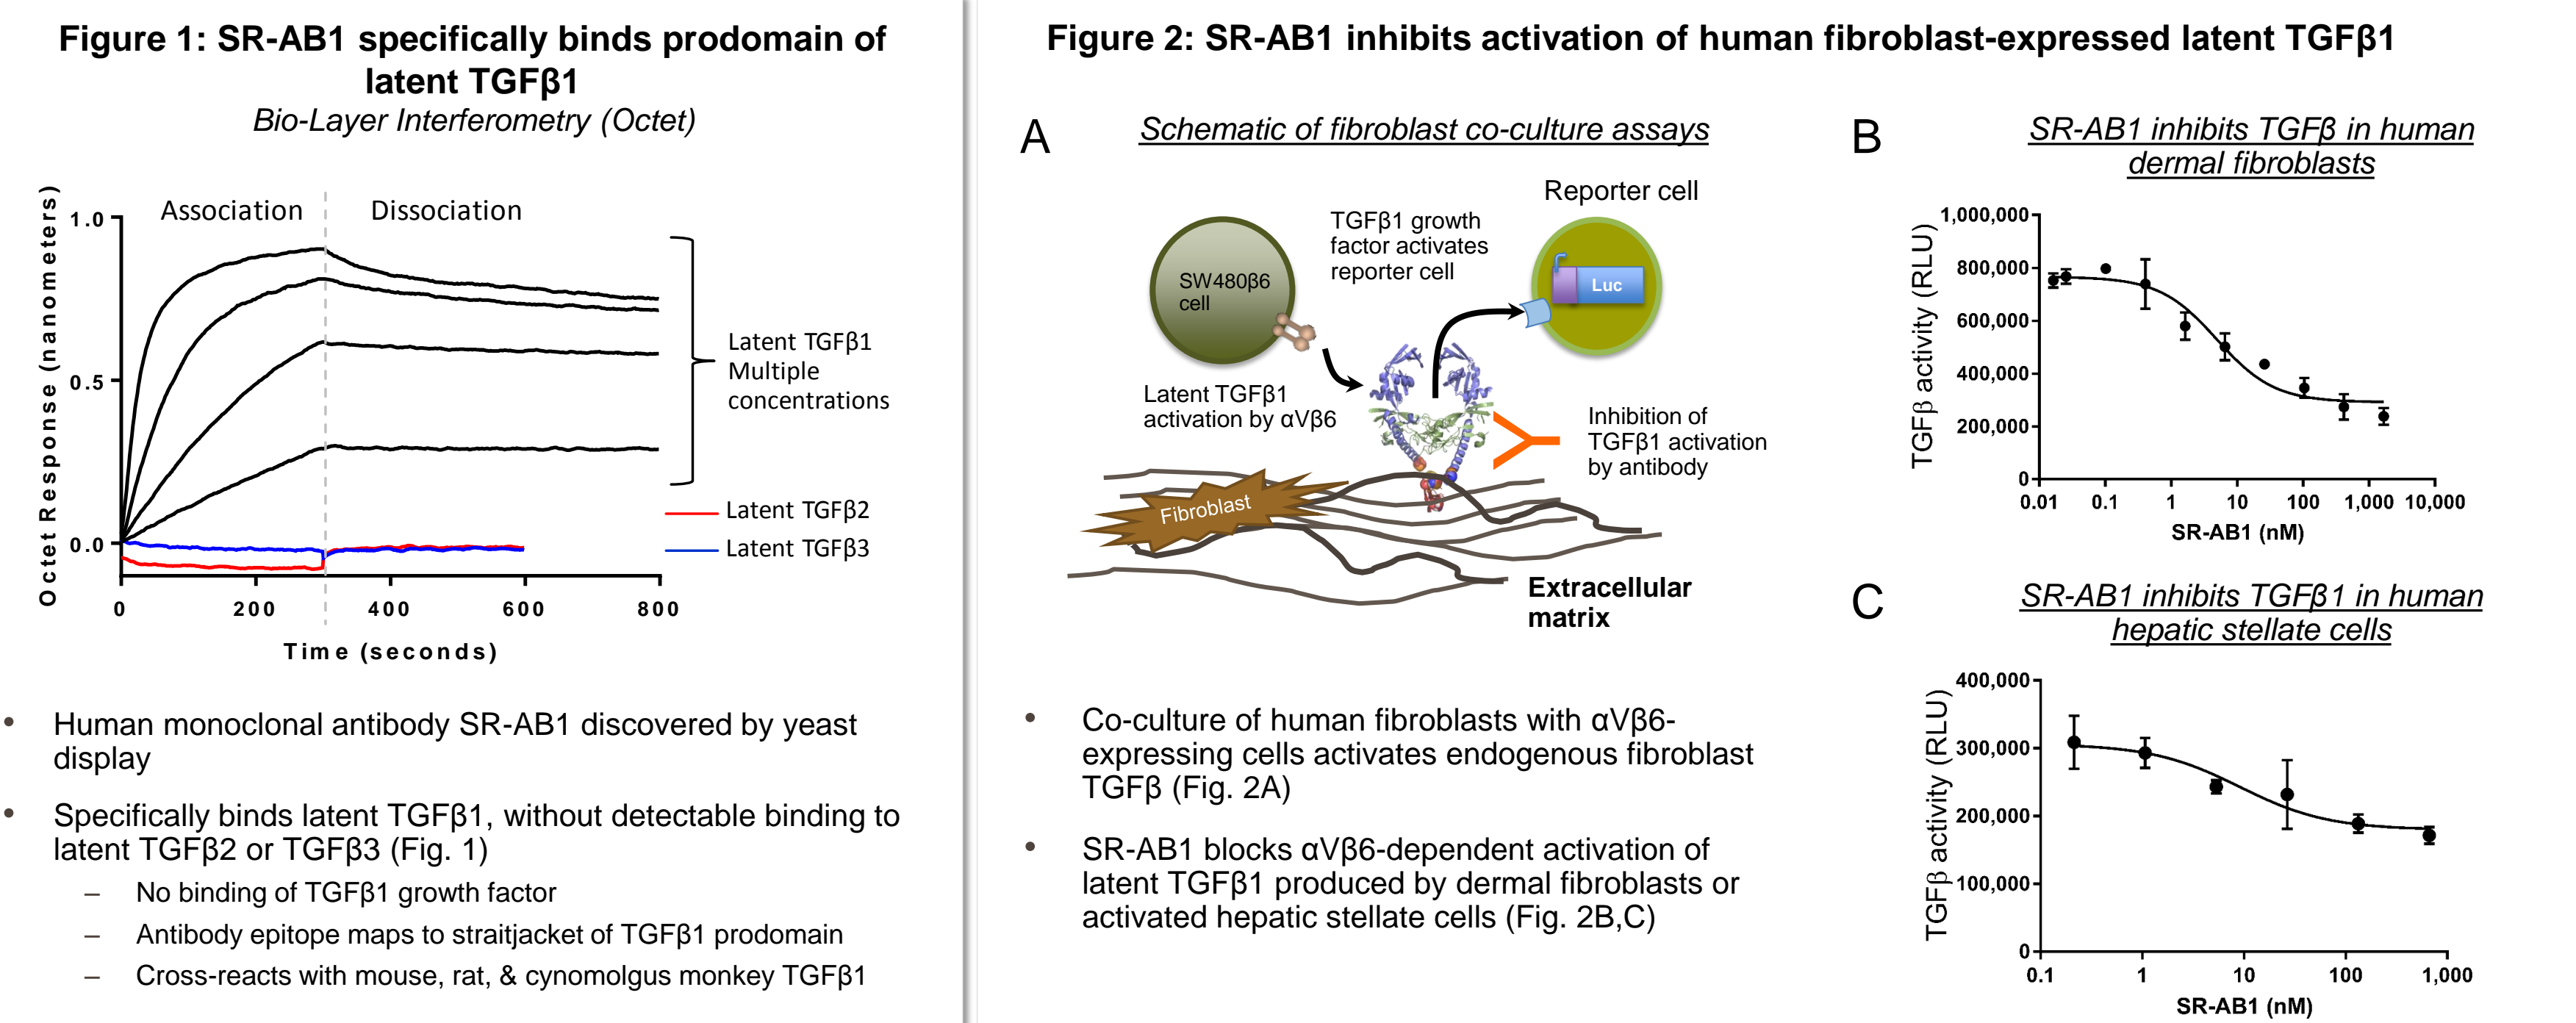 Figure 1: SR-AB1 specifically binds prodomain of
latent TGFβ1
Bio-Layer Interferometry (Octet)
Octet Response (nanometers)
1.0
0.5
0.0
Association
Dissociation
Latent TGFβ1
Multiple
concentrations
Latent TGFβ2
Latent TGFβ3
0
200
400
600
800
Time (seconds)
• Human monoclonal antibody SR-AB1 discovered by yeast
display
• Specifically binds latent TGFβ1, without detectable binding to
latent TGFβ2 or TGFβ3 (Fig. 1)
– No binding of TGFβ1 growth factor
– Antibody epitope maps to straitjacket of TGFβ1 prodomain
– Cross-reacts with mouse, rat, & cynomolgus monkey TGFβ1
Figure 2: SR-AB1 inhibits activation of human fibroblast-expressed latent TGFβ1
A
Schematic of fibroblast co-culture assays
Reporter cell
TGFβ1 growth
factor activates
reporter cell
SW480β6
cell
Luc
Latent TGFβ1
activation by αVβ6
Inhibition of
TGFβ1 activation
by antibody
Fibroblast
Extracellular
matrix
• Co-culture of human fibroblasts with αVβ6-
expressing cells activates endogenous fibroblast
TGFβ (Fig. 2A)
• SR-AB1 blocks αVβ6-dependent activation of
latent TGFβ1 produced by dermal fibroblasts or
activated hepatic stellate cells (Fig. 2B,C)
B
SR-AB1 inhibits TGFβ in human
dermal fibroblasts
TGFβ activity (RLU)
1,000,000
800,000
600,000
400,000
200,000
0
0.01
0.1
1
10
100
1,000
10,000
SR-AB1 (nM)
C
SR-AB1 inhibits TGFβ1 in human
hepatic stellate cells
TGFβ activity (RLU)
400,000
300,000
200,000
100,000
0
0.1
1
10
100
1,000
SR-AB1 (nM)